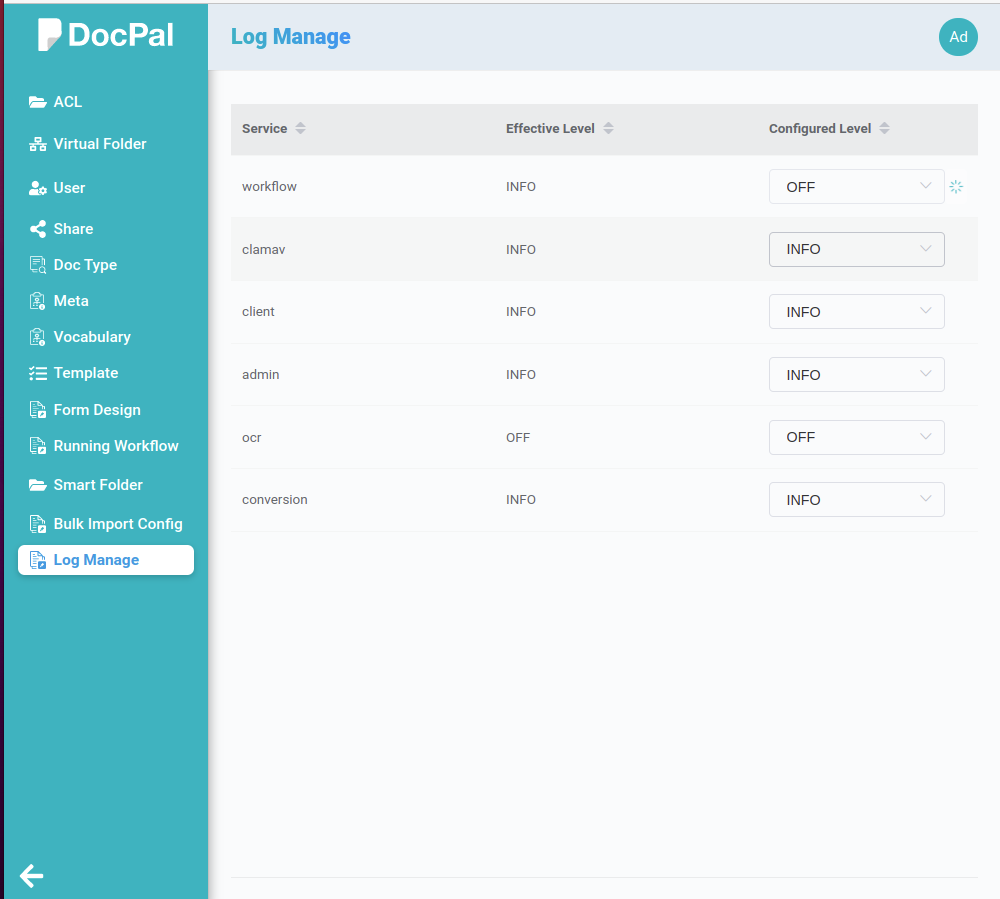 DocPal
Log Manage
Ad
ACL
Virtual Folder
User
Share
Doc Type
Meta
Vocabulary
Template
Form Design
Running Workflow
Smart Folder
Bulk Import Config
Log Manage
Service Effective Level Configured Level
workflow INFO OFF
clamav INFO INFO
client INFO INFO
admin INFO INFO
ocr OFF OFF
conversion INFO INFO